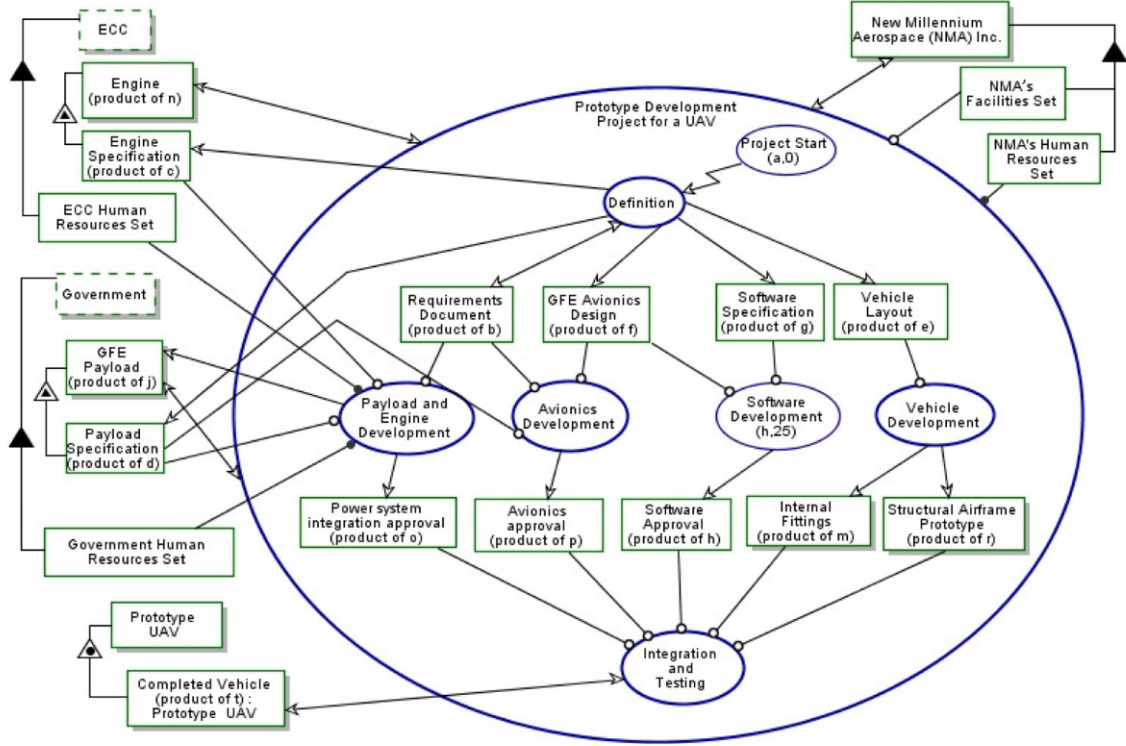 ECC
New Millennium
Aerospace (NMA) Inc.
Engine
(product of n)
Prototype Development
Project for a UAV
NMA's
Facilities Set
Engine
Specification
(product of c)
Project Start
(a,0)
NMA's Human
Resources
Set
Definition
ECC Human
Resources Set
Government
Requirements
Document
(product of b)
GFE Avionics
Design
(product of f)
Software
Specification
(product of g)
Vehicle
Layout
(product of e)
GFE
Payload
(product of j)
Payload and
Engine
Development
Avionics
Development
Software
Development
(h,25)
Vehicle
Development
Payload
Specification
(product of d)
Power system
integration approval
(product of o)
Avionics
approval
(product of p)
Software
Approval
(product of h)
Internal
Fittings
(product of m)
Structural Airframe
Prototype
(product of r)
Government Human
Resources Set
Prototype
UAV
Integration
and
Testing
Completed Vehicle
(product of t) :
Prototype UAV